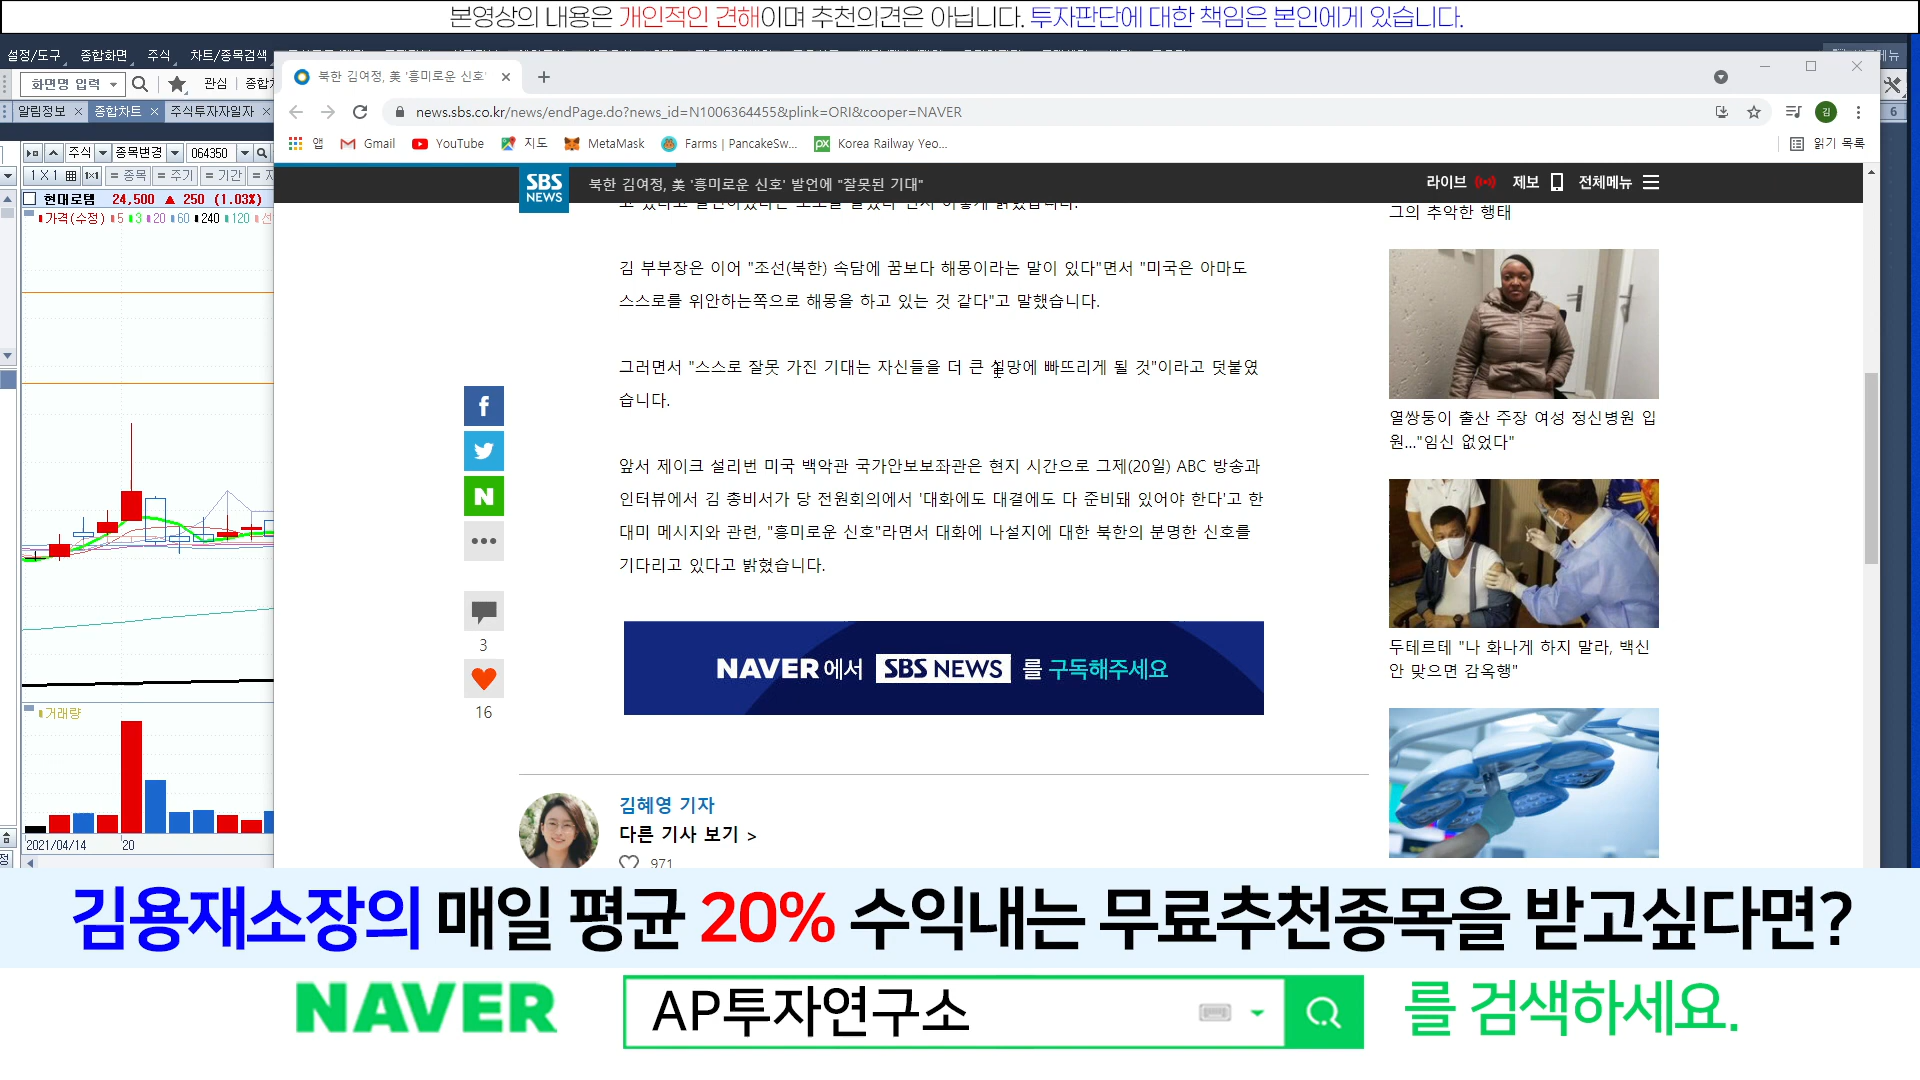 본영상의 내용은 개인적인 견해이며 추천의견은 아닙니다. 투자판단에 대한 책임은 본인에게 있습니다.
설정/도구 종합화면 주식 차트/종목검색
화면명 입력 관심 종합차
알림정보 종합차트 주식투자자일자 6
북한 김여정, 美 '흥미로운 신호'
news.sbs.co.kr/news/endPage.do?news_id=N1006364455&plink=ORI&cooper=NAVER
김
앱 Gmail YouTube 지도 MetaMask Farms | PancakeSw... Korea Railway Yeo... 읽기 목록
주식 종목변경 064350
1 X 1 1×1 종목 주기 기간
현대로템 24,500 ▲ 250 (1.03%)
가격(수정) 5 3 20 60 240 120 선
거래량
2021/04/14 20
SBS NEWS
북한 김여정, 美 '흥미로운 신호' 발언에 "잘못된 기대"
라이브 제보 전체메뉴
김 부부장은 이어 "조선(북한) 속담에 꿈보다 해몽이라는 말이 있다"면서 "미국은 아마도
스스로를 위안하는쪽으로 해몽을 하고 있는 것 같다"고 말했습니다.
그러면서 "스스로 잘못 가진 기대는 자신들을 더 큰 실망에 빠뜨리게 될 것"이라고 덧붙였
습니다.
앞서 제이크 설리번 미국 백악관 국가안보보좌관은 현지 시간으로 그제(20일) ABC 방송과
인터뷰에서 김 총비서가 당 전원회의에서 '대화에도 대결에도 다 준비돼 있어야 한다'고 한
대미 메시지와 관련, "흥미로운 신호"라면서 대화에 나설지에 대한 북한의 분명한 신호를
기다리고 있다고 밝혔습니다.
f
N
3
16
NAVER에서 SBS NEWS 를 구독해주세요
김혜영 기자
다른 기사 보기 >
971
그의 추악한 행태
열쌍둥이 출산 주장 여성 정신병원 입
원..."임신 없었다"
두테르테 "나 화나게 하지 말라, 백신
안 맞으면 감옥행"
김용재소장의 매일 평균 20% 수익내는 무료추천종목을 받고싶다면?
NAVER AP투자연구소 를 검색하세요.